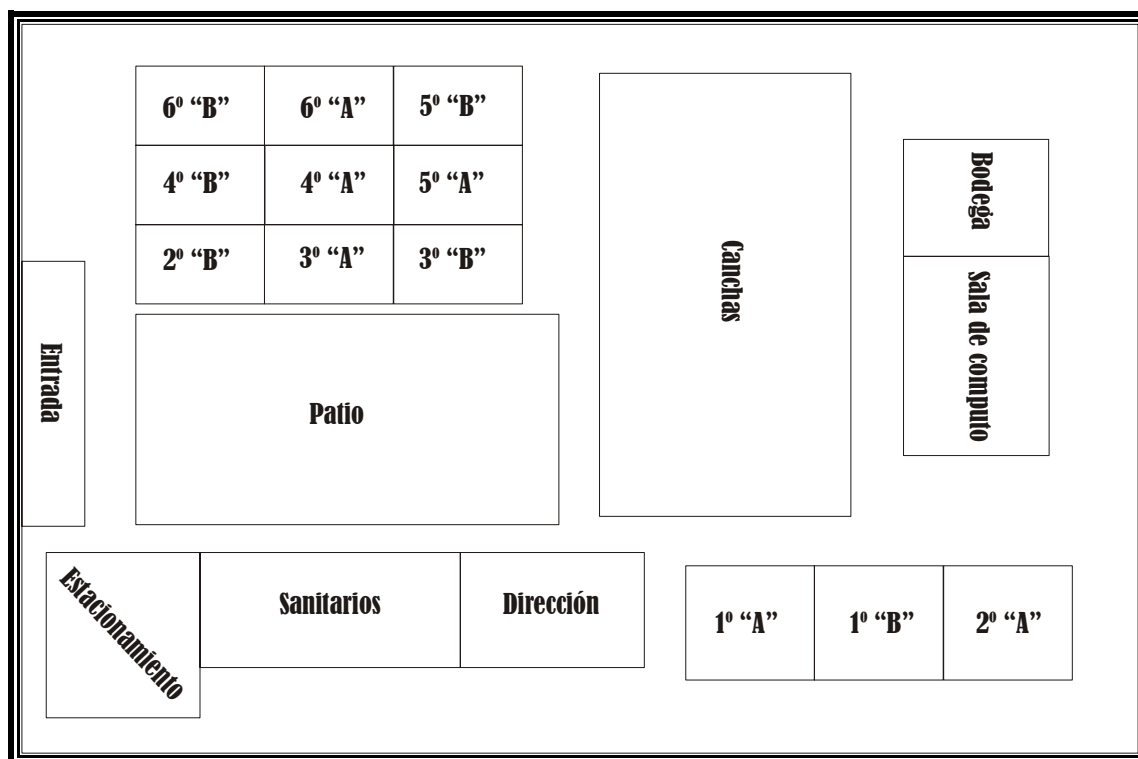 6º “B”
6º “A”
5º “B”
4º “B”
4º “A”
5º “A”
2º “B”
3º “A”
3º “B”
Canchas
Bodega
Sala de computo
Entrada
Patio
Estacionamiento
Sanitarios
Dirección
1º “A”
1º “B”
2º “A”